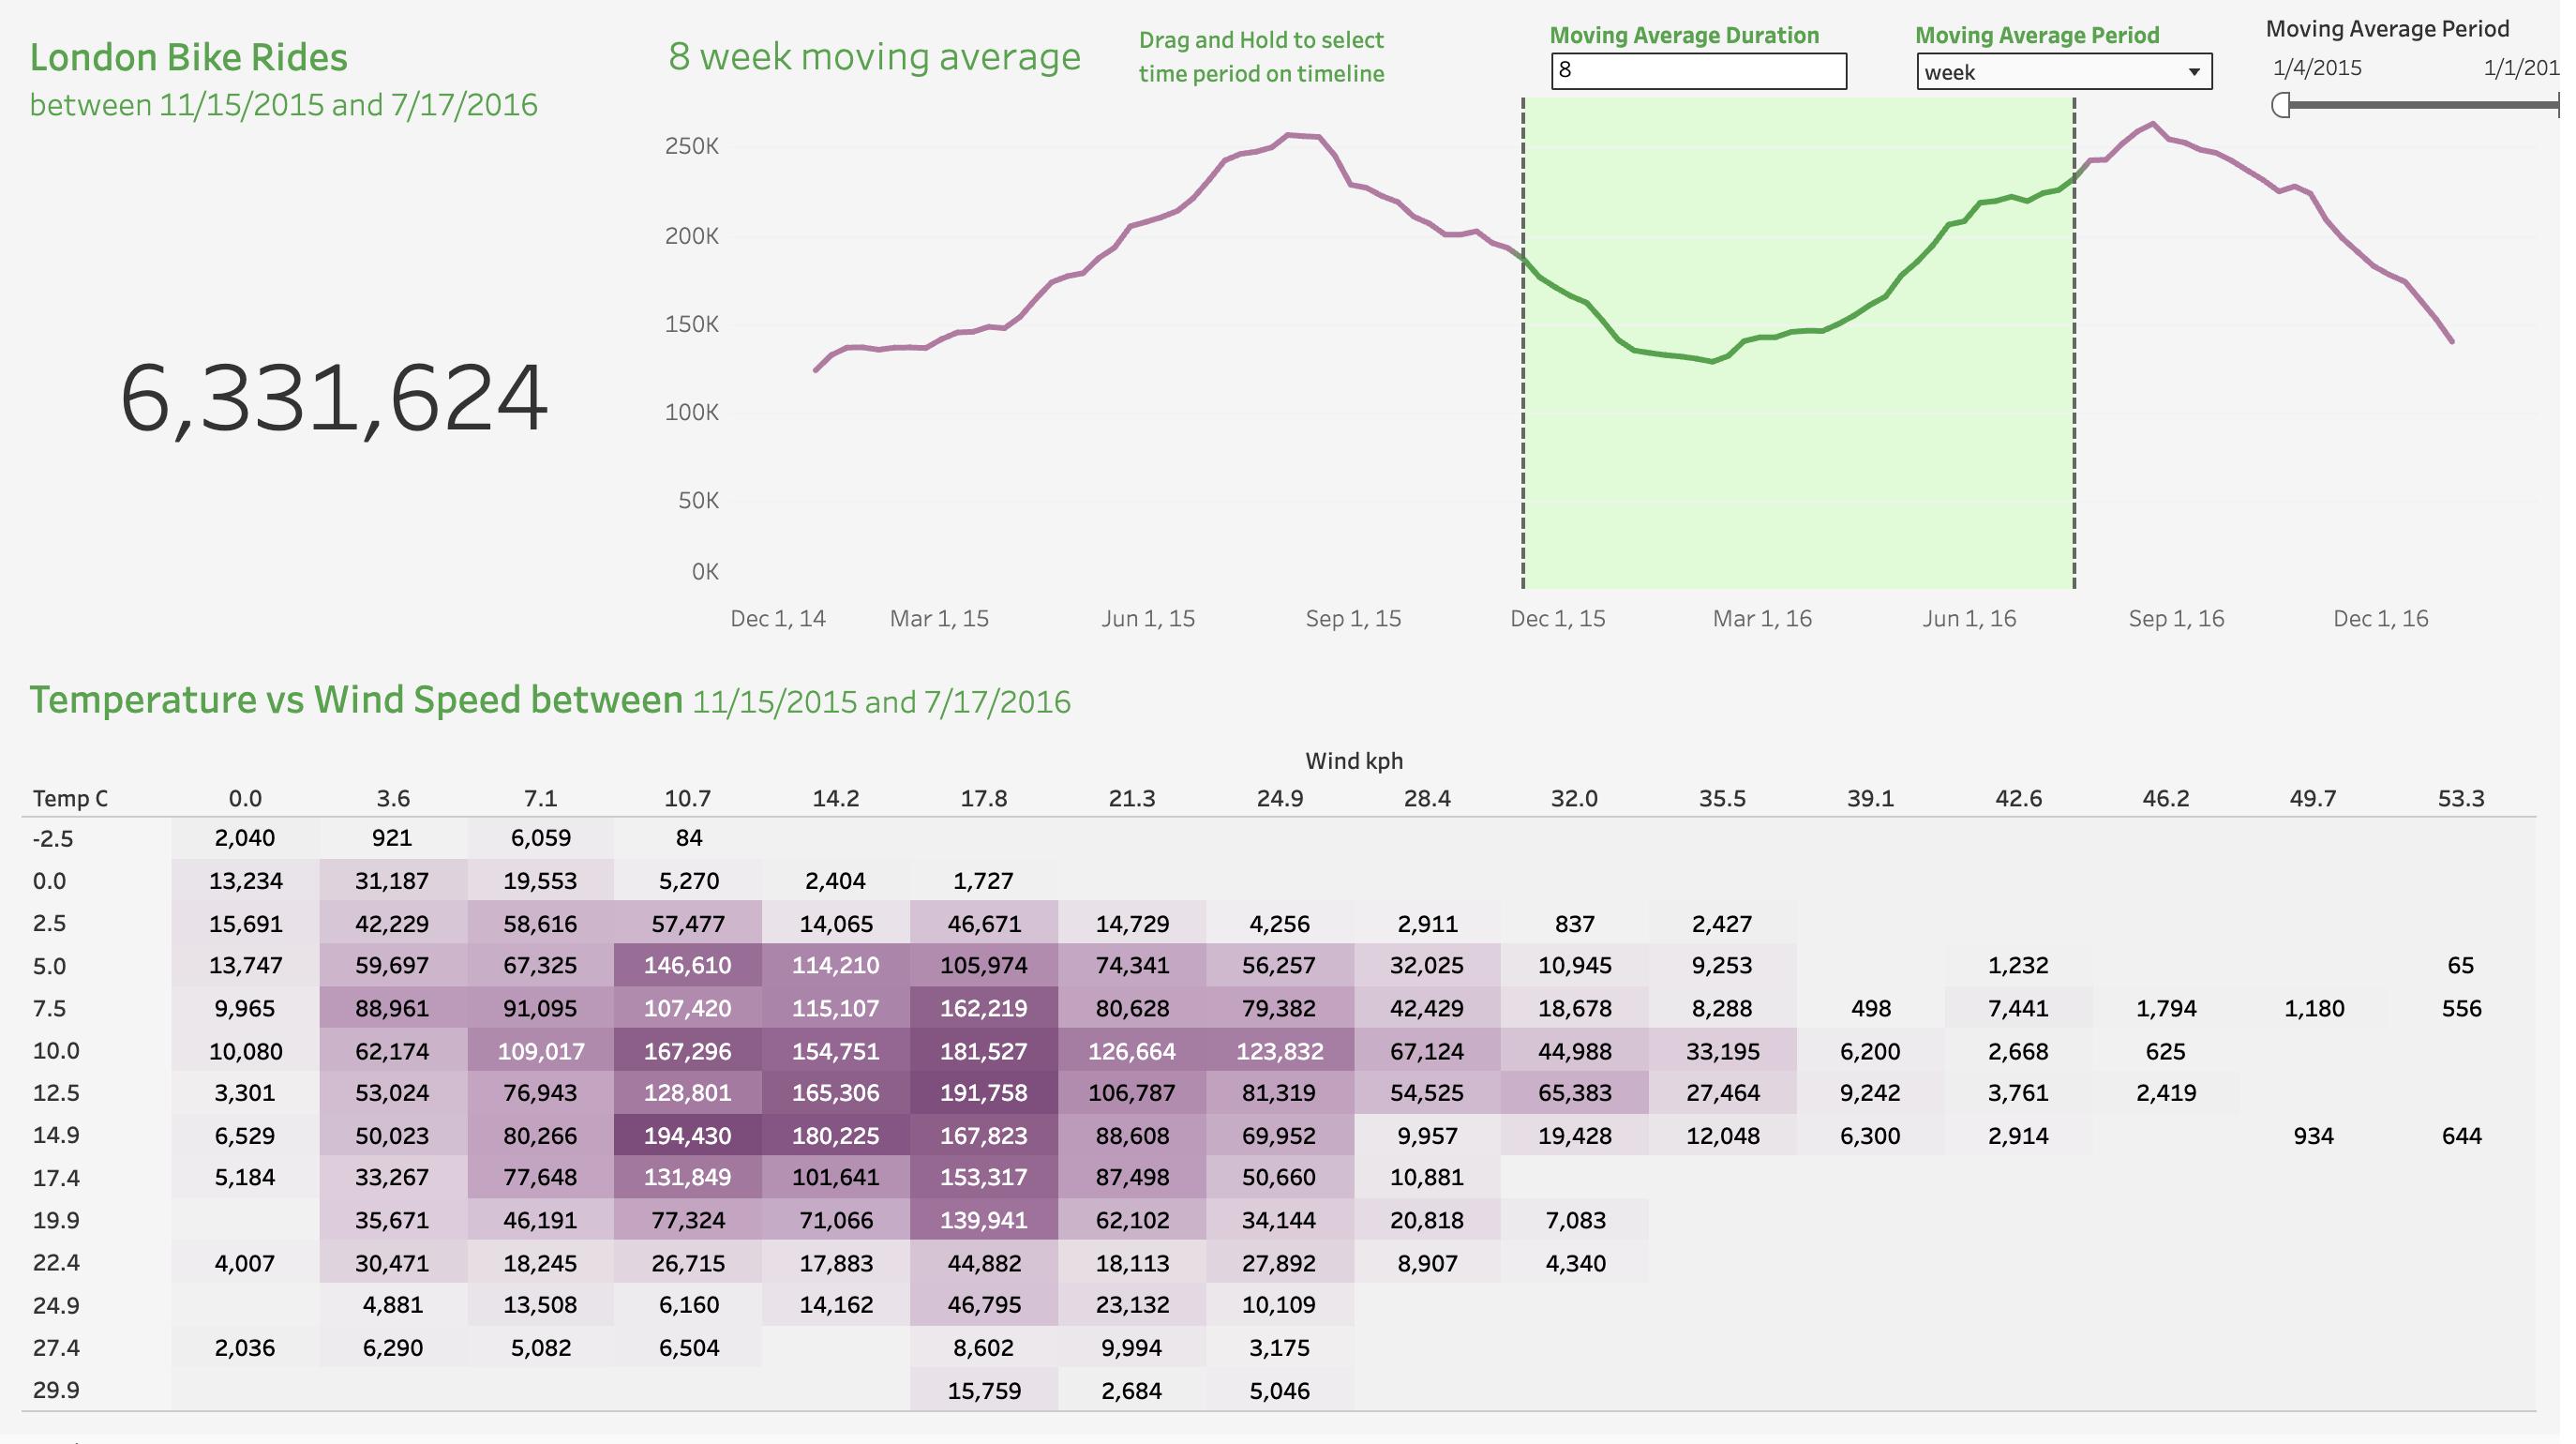 London Bike Rides
between 11/15/2015 and 7/17/2016
6,331,624
8 week moving average
Drag and Hold to select
time period on timeline
Moving Average Duration
8
Moving Average Period
week
Moving Average Period
1/4/2015 1/1/201
250K
200K
150K
100K
50K
0K
Dec 1, 14 Mar 1, 15 Jun 1, 15 Sep 1, 15 Dec 1, 15 Mar 1, 16 Jun 1, 16 Sep 1, 16 Dec 1, 16
Temperature vs Wind Speed between 11/15/2015 and 7/17/2016
Wind kph
Temp C 0.0 3.6 7.1 10.7 14.2 17.8 21.3 24.9 28.4 32.0 35.5 39.1 42.6 46.2 49.7 53.3
-2.5 2,040 921 6,059 84
0.0 13,234 31,187 19,553 5,270 2,404 1,727
2.5 15,691 42,229 58,616 57,477 14,065 46,671 14,729 4,256 2,911 837 2,427
5.0 13,747 59,697 67,325 146,610 114,210 105,974 74,341 56,257 32,025 10,945 9,253 1,232 65
7.5 9,965 88,961 91,095 107,420 115,107 162,219 80,628 79,382 42,429 18,678 8,288 498 7,441 1,794 1,180 556
10.0 10,080 62,174 109,017 167,296 154,751 181,527 126,664 123,832 67,124 44,988 33,195 6,200 2,668 625
12.5 3,301 53,024 76,943 128,801 165,306 191,758 106,787 81,319 54,525 65,383 27,464 9,242 3,761 2,419
14.9 6,529 50,023 80,266 194,430 180,225 167,823 88,608 69,952 9,957 19,428 12,048 6,300 2,914 934 644
17.4 5,184 33,267 77,648 131,849 101,641 153,317 87,498 50,660 10,881
19.9 35,671 46,191 77,324 71,066 139,941 62,102 34,144 20,818 7,083
22.4 4,007 30,471 18,245 26,715 17,883 44,882 18,113 27,892 8,907 4,340
24.9 4,881 13,508 6,160 14,162 46,795 23,132 10,109
27.4 2,036 6,290 5,082 6,504 8,602 9,994 3,175
29.9 15,759 2,684 5,046